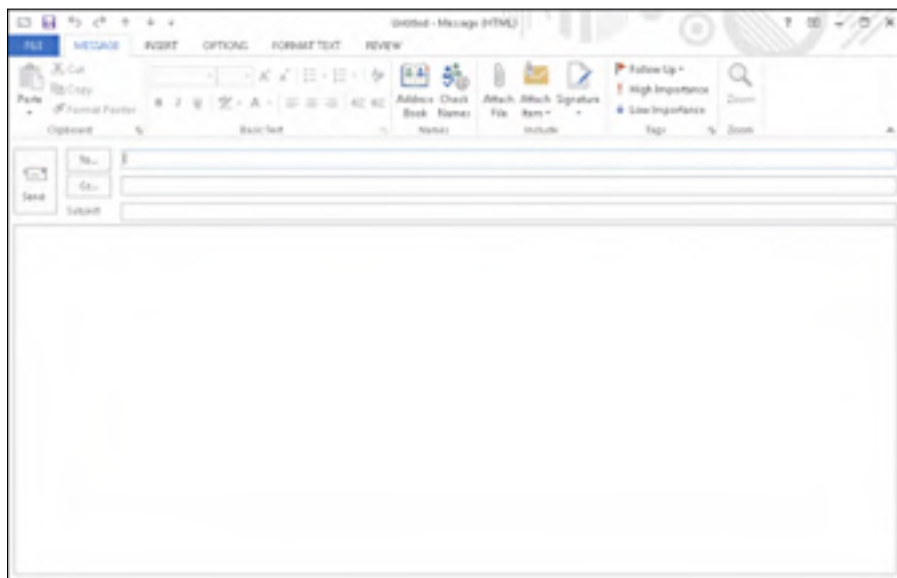 Untitled - Message (HTML)
FILE MESSAGE INSERT OPTIONS FORMAT TEXT REVIEW
Cut
Copy
Format Painter
Paste
Clipboard
B I U
Basic Text
Address Book
Check Names
Names
Attach File
Attach Item
Signature
Include
Follow Up
High Importance
Low Importance
Tags
Zoom
Zoom
Send
To...
Cc...
Subject